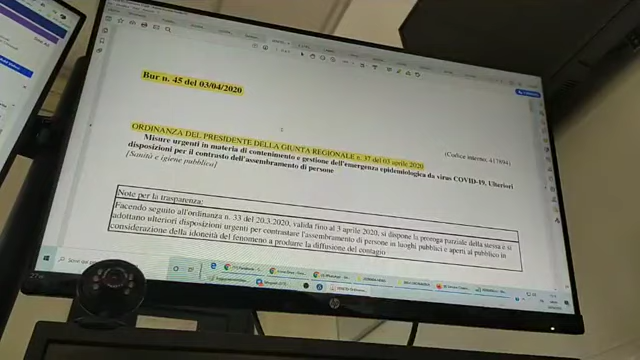 Bur n. 45 del 03/04/2020
(Codice interno: 417694)
ORDINANZA DEL PRESIDENTE DELLA GIUNTA REGIONALE n. 37 del 03 aprile 2020
Misure urgenti in materia di contenimento e gestione dell'emergenza epidemiologica da virus COVID-19. Ulteriori
disposizioni per il contrasto dell'assembramento di persone
[Sanità e igiene pubblica]
Note per la trasparenza:
Facendo seguito all'ordinanza n. 33 del 20.3.2020, valida fino al 3 aprile 2020, si dispone la proroga parziale della stessa e si
adottano ulteriori disposizioni urgenti per contrastare l'assembramento di persone in luoghi pubblici e aperti al pubblico in
considerazione della idoneità del fenomeno a produrre la diffusione del contagio
hp